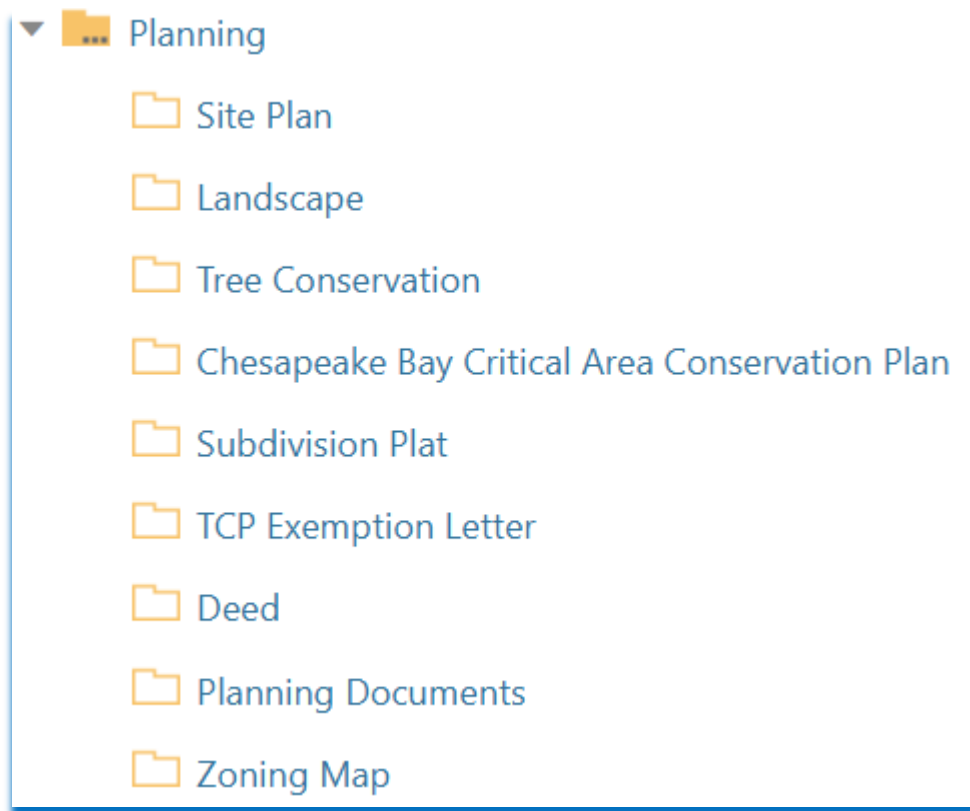 Planning
Site Plan
Landscape
Tree Conservation
Chesapeake Bay Critical Area Conservation Plan
Subdivision Plat
TCP Exemption Letter
Deed
Planning Documents
Zoning Map